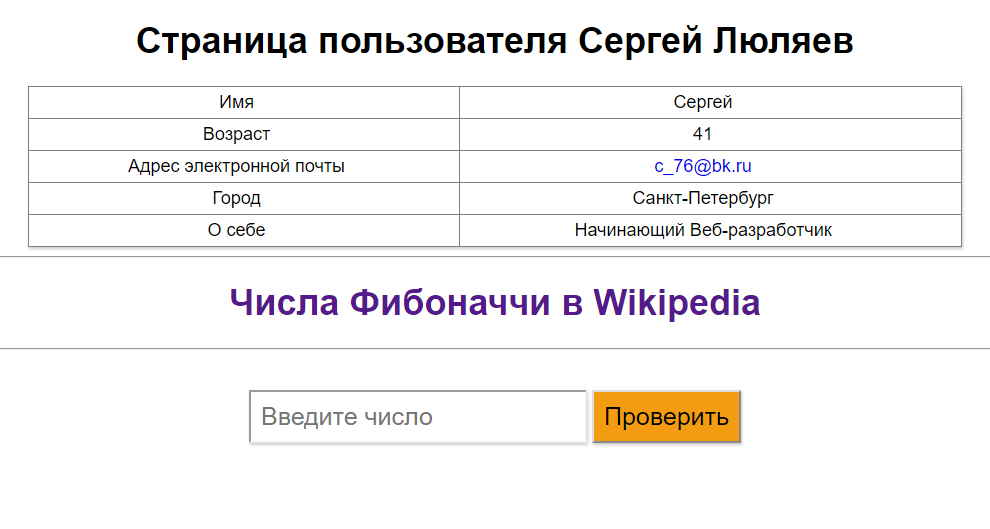 Страница пользователя Сергей Люляев
Имя Сергей
Возраст 41
Адрес электронной почты c_76@bk.ru
Город Санкт-Петербург
О себе Начинающий Веб-разработчик
Числа Фибоначчи в Wikipedia
Введите число Проверить